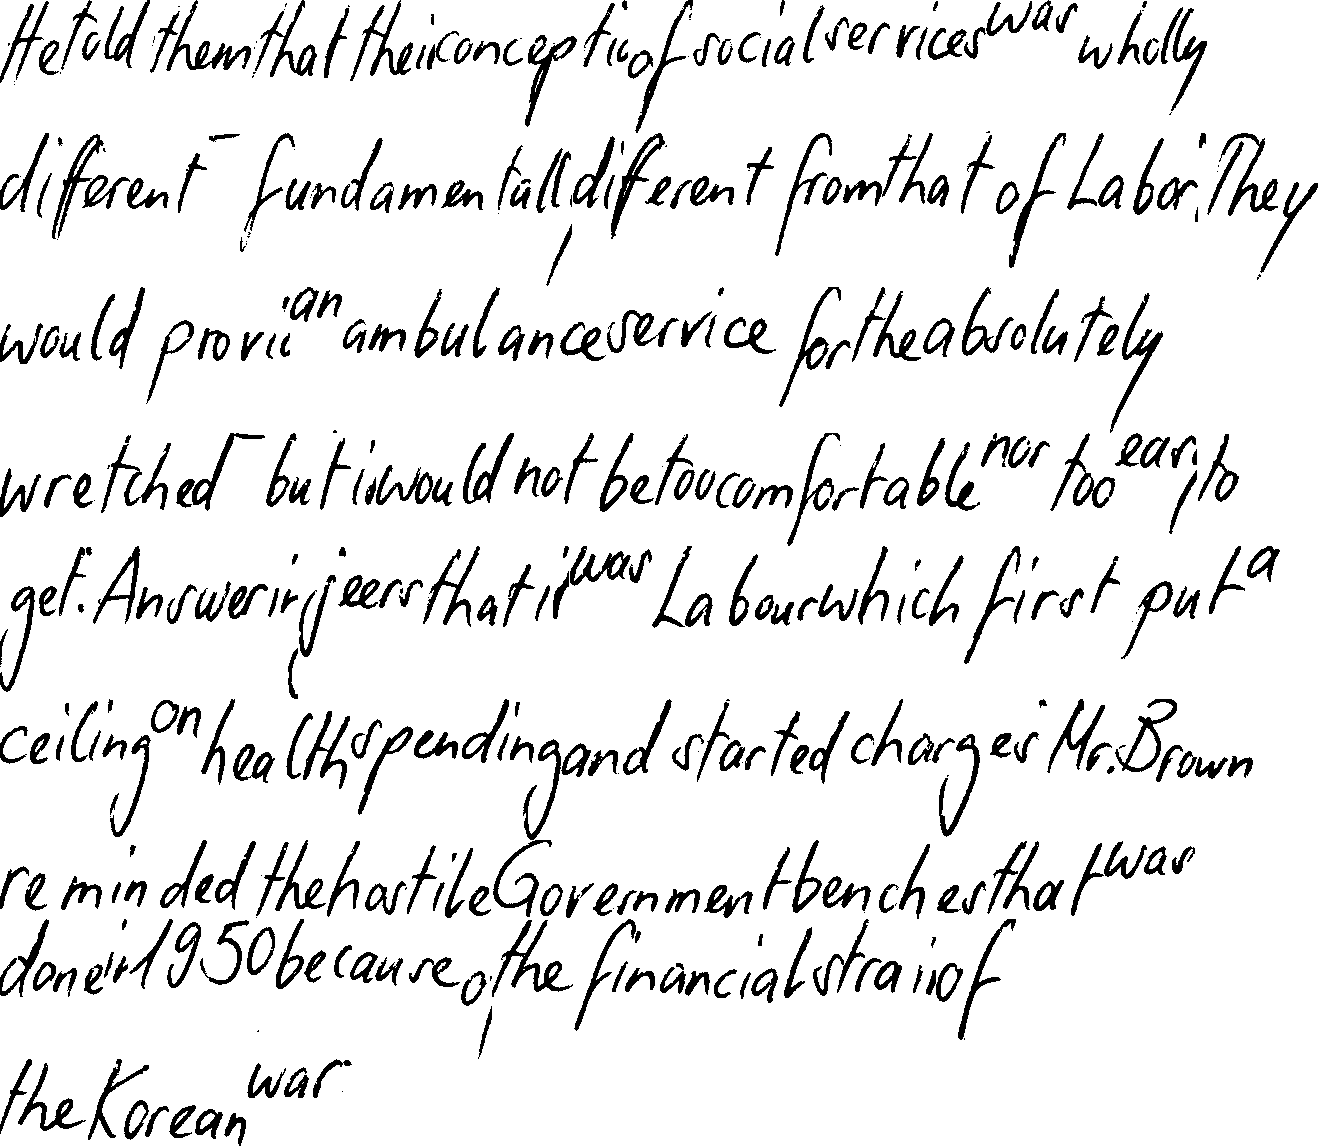 He told them that their conception of social services was wholly
different - fundamentally different from that of Labor. They
would provide an ambulance service for the absolutely
wretched - but it would not be too comfortable nor too easy to
get. Answering jeers that it was Labour which first put a
ceiling on health spending and started charges Mr. Brown
reminded the hostile Government benches that was
done in 1950 because of the financial strain of
the Korean war.